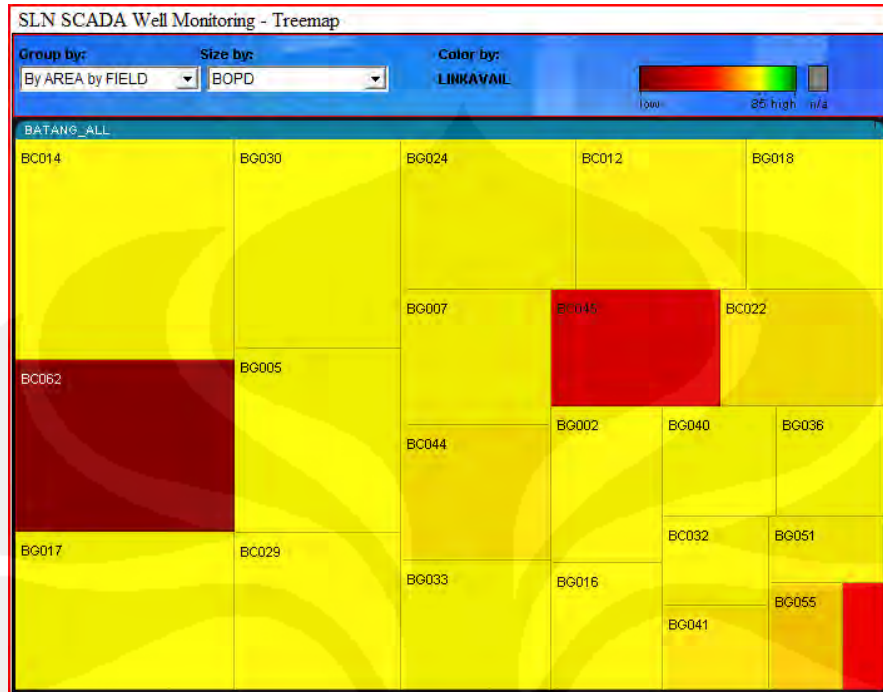 SLN SCADA Well Monitoring - Treemap
Group by: Size by: Color by:
By AREA by FIELD BOPD LINKAVAIL
low 85 high n/a
BATANG_ALL
BC014 BG030 BG024 BC012 BG018
BG007 BC045 BC022
BC062 BG005
BC044 BG002 BG040 BG036
BG017 BC029 BC032 BG051
BG033 BG016
BG055
BG041